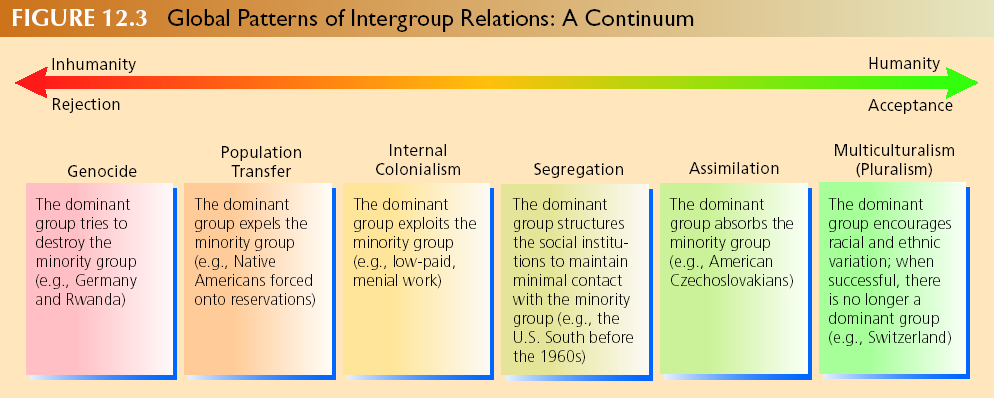 FIGURE 12.3 Global Patterns of Intergroup Relations: A Continuum
Inhumanity
Humanity
Rejection
Acceptance
Genocide
The dominant
group tries to
destroy the
minority group
(e.g., Germany
and Rwanda)
Population
Transfer
The dominant
group expels the
minority group
(e.g., Native
Americans forced
onto reservations)
Internal
Colonialism
The dominant
group exploits the
minority group
(e.g., low-paid,
menial work)
Segregation
The dominant
group structures
the social institu-
tions to maintain
minimal contact
with the minority
group (e.g., the
U.S. South before
the 1960s)
Assimilation
The dominant
group absorbs the
minority group
(e.g., American
Czechoslovakians)
Multiculturalism
(Pluralism)
The dominant
group encourages
racial and ethnic
variation; when
successful, there
is no longer a
dominant group
(e.g., Switzerland)